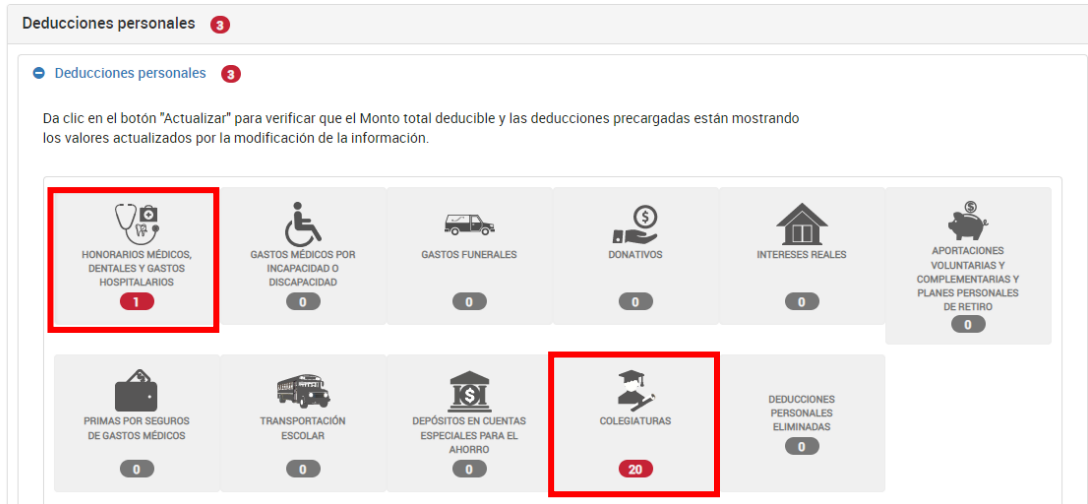 Deducciones personales 3
Deducciones personales 3
Da clic en el botón "Actualizar" para verificar que el Monto total deducible y las deducciones precargadas están mostrando
los valores actualizados por la modificación de la información.
HONORARIOS MÉDICOS,
DENTALES Y GASTOS
HOSPITALARIOS
1
GASTOS MÉDICOS POR
INCAPACIDAD O
DISCAPACIDAD
0
GASTOS FUNERALES
0
DONATIVOS
0
INTERESES REALES
0
APORTACIONES
VOLUNTARIAS Y
COMPLEMENTARIAS Y
PLANES PERSONALES
DE RETIRO
0
PRIMAS POR SEGUROS
DE GASTOS MÉDICOS
0
TRANSPORTACIÓN
ESCOLAR
0
DEPÓSITOS EN CUENTAS
ESPECIALES PARA EL
AHORRO
0
COLEGIATURAS
20
DEDUCCIONES
PERSONALES
ELIMINADAS
0